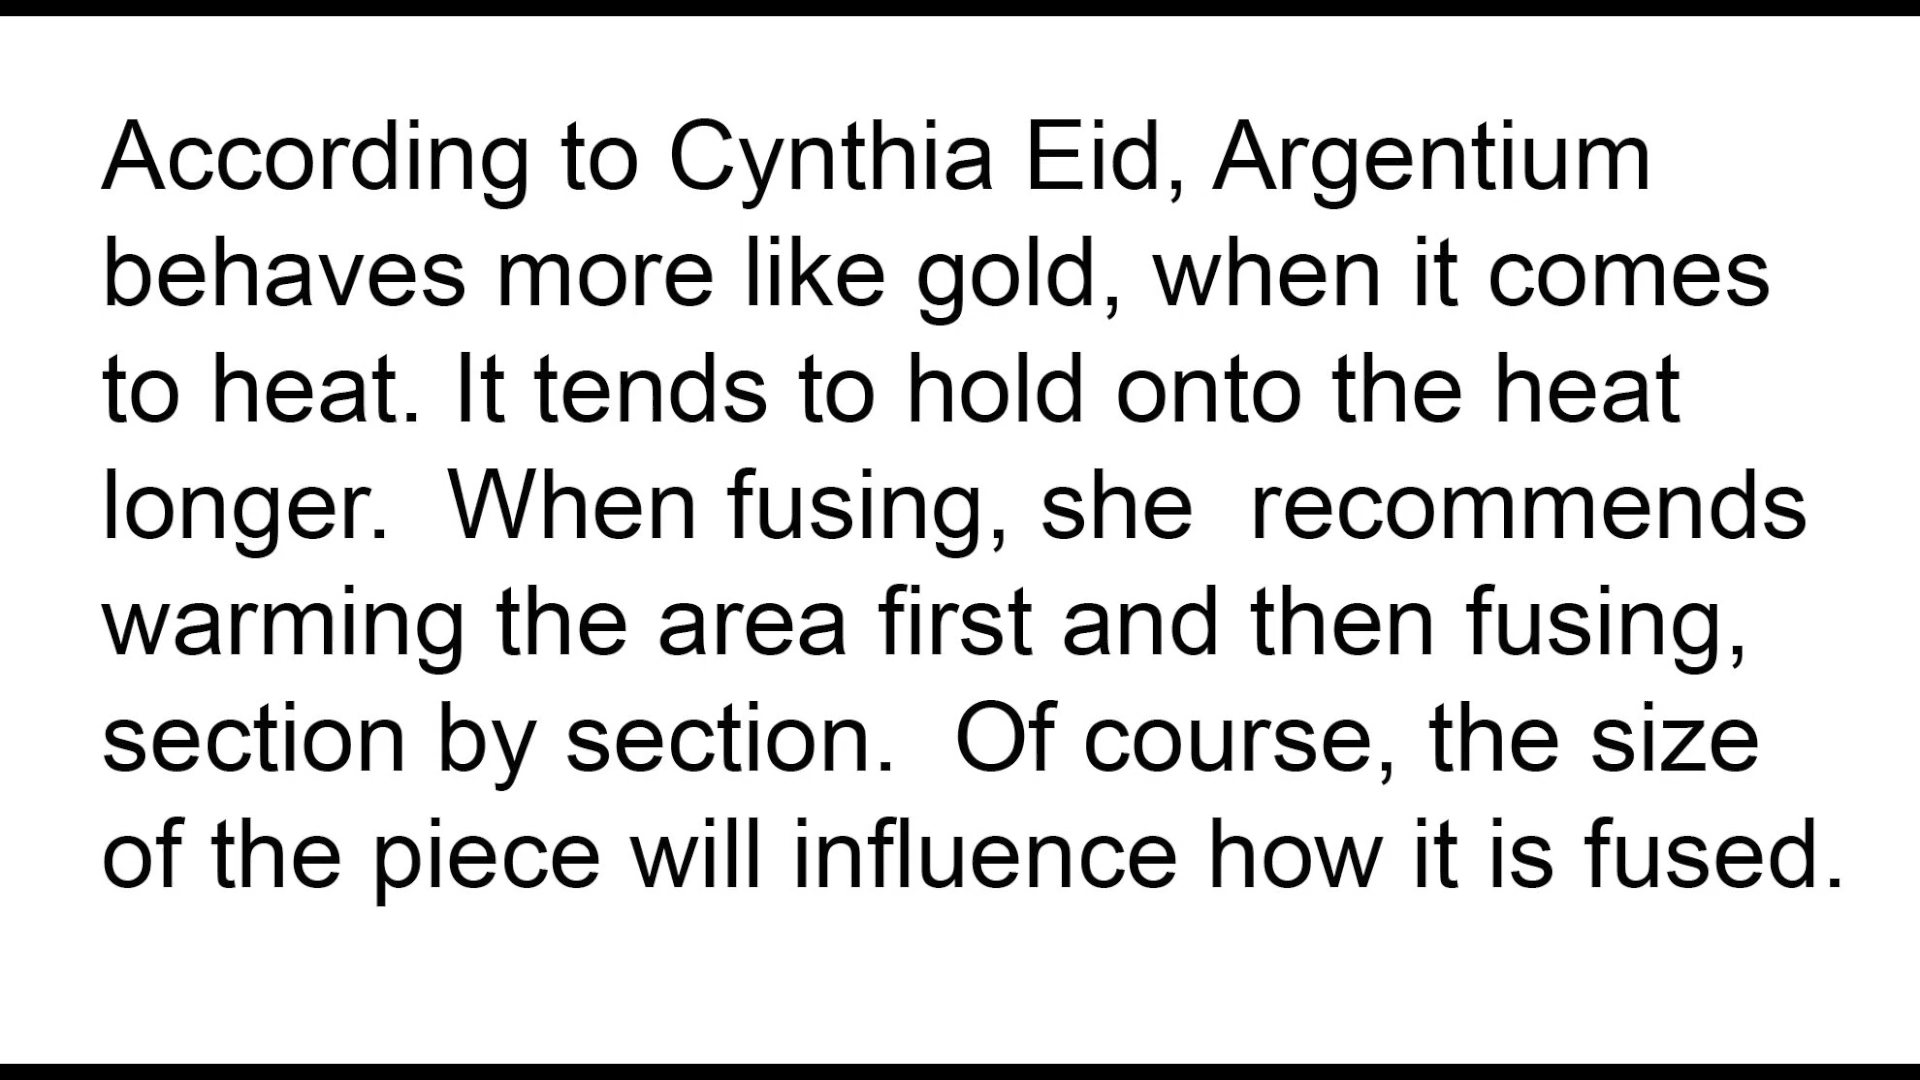 According to Cynthia Eid, Argentium
behaves more like gold, when it comes
to heat. It tends to hold onto the heat
longer.  When fusing, she  recommends
warming the area first and then fusing,
section by section.  Of course, the size
of the piece will influence how it is fused.